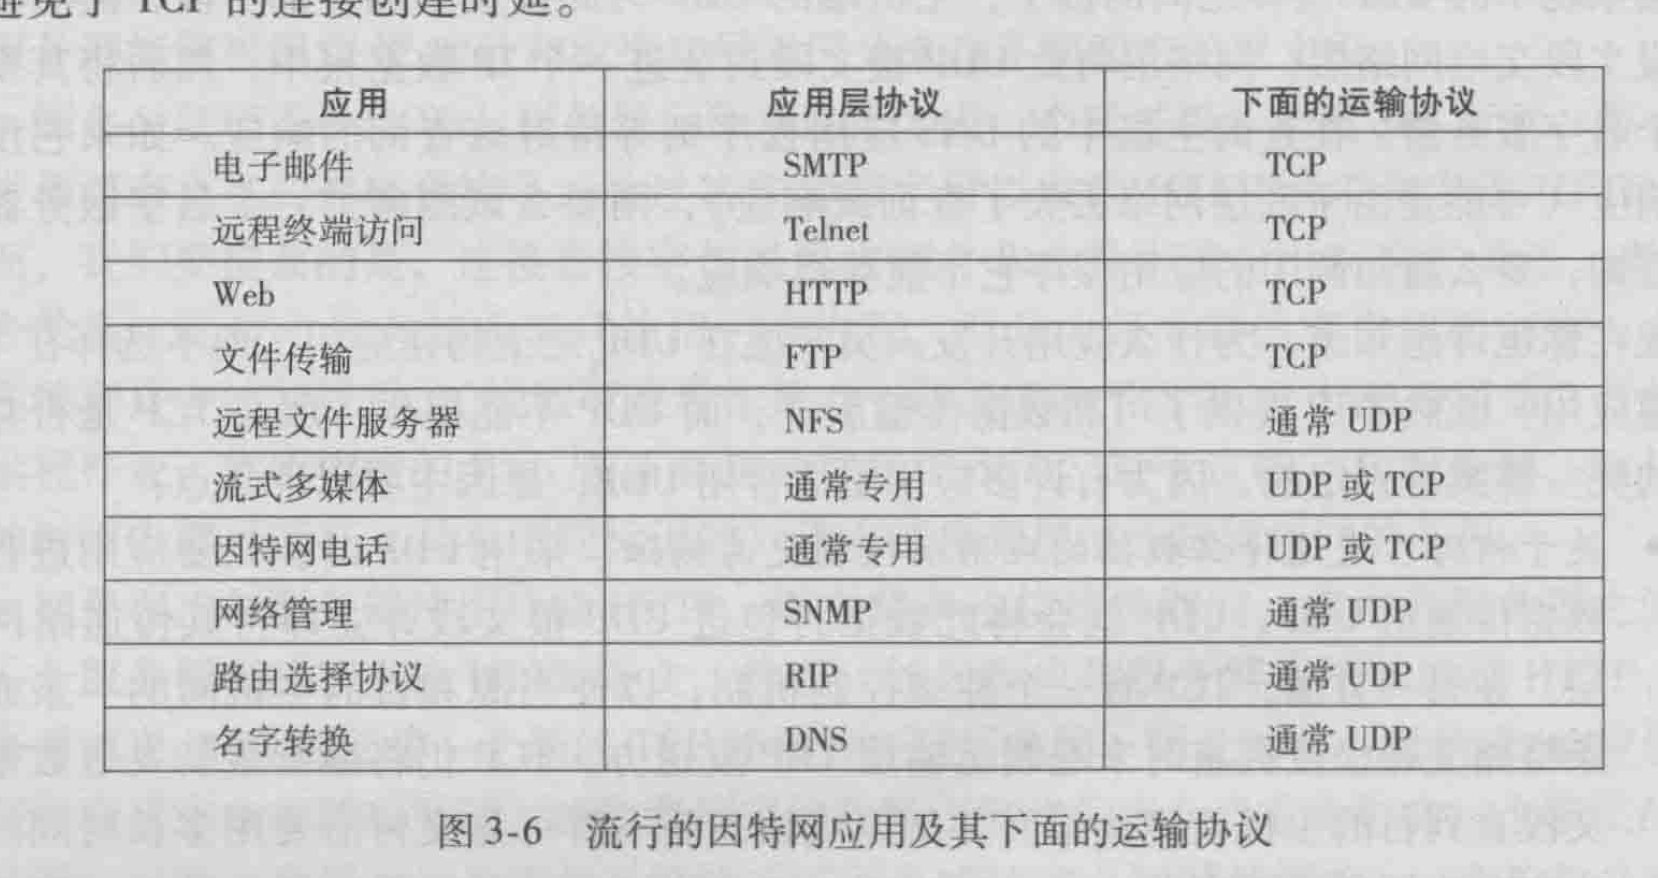 避免了 TCP 的连接创建时延。
应用 应用层协议 下面的运输协议
电子邮件 SMTP TCP
远程终端访问 Telnet TCP
Web HTTP TCP
文件传输 FTP TCP
远程文件服务器 NFS 通常 UDP
流式多媒体 通常专用 UDP 或 TCP
因特网电话 通常专用 UDP 或 TCP
网络管理 SNMP 通常 UDP
路由选择协议 RIP 通常 UDP
名字转换 DNS 通常 UDP
图 3-6 流行的因特网应用及其下面的运输协议